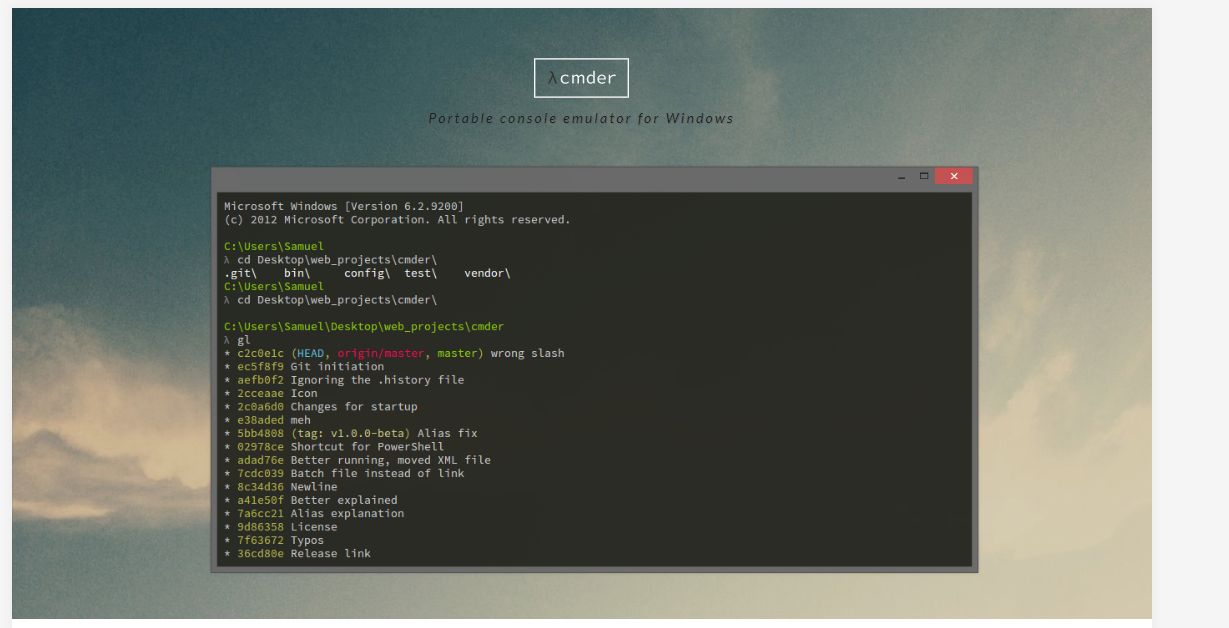 λcmder
Portable console emulator for Windows
Microsoft Windows [Version 6.2.9200]
(c) 2012 Microsoft Corporation. All rights reserved.
C:\Users\Samuel
λ cd Desktop\web_projects\cmder\
.git\    bin\     config\  test\    vendor\
C:\Users\Samuel
λ cd Desktop\web_projects\cmder\
C:\Users\Samuel\Desktop\web_projects\cmder
λ gl
* c2c0e1c (HEAD, origin/master, master) wrong slash
* ec5f8f9 Git initiation
* aefb0f2 Ignoring the .history file
* 2cceaae Icon
* 2c0a6d0 Changes for startup
* e38aded meh
* 5bb4808 (tag: v1.0.0-beta) Alias fix
* 02978ce Shortcut for PowerShell
* adad76e Better running, moved XML file
* 7cdc039 Batch file instead of link
* 8c34d36 Newline
* a41e50f Better explained
* 7a6cc21 Alias explanation
* 9d86358 License
* 7f63672 Typos
* 36cd80e Release link